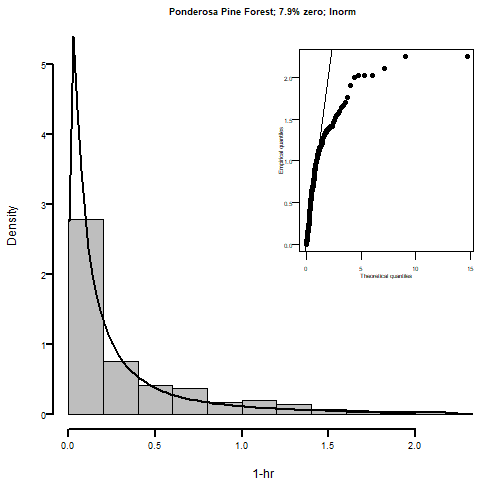 Ponderosa Pine Forest; 7.9% zero; lnorm
Density
5
4
3
2
1
0
0.0 0.5 1.0 1.5 2.0
1-hr
Empirical quantiles
2.0
1.5
1.0
0.5
0.0
0 5 10 15
Theoretical quantiles